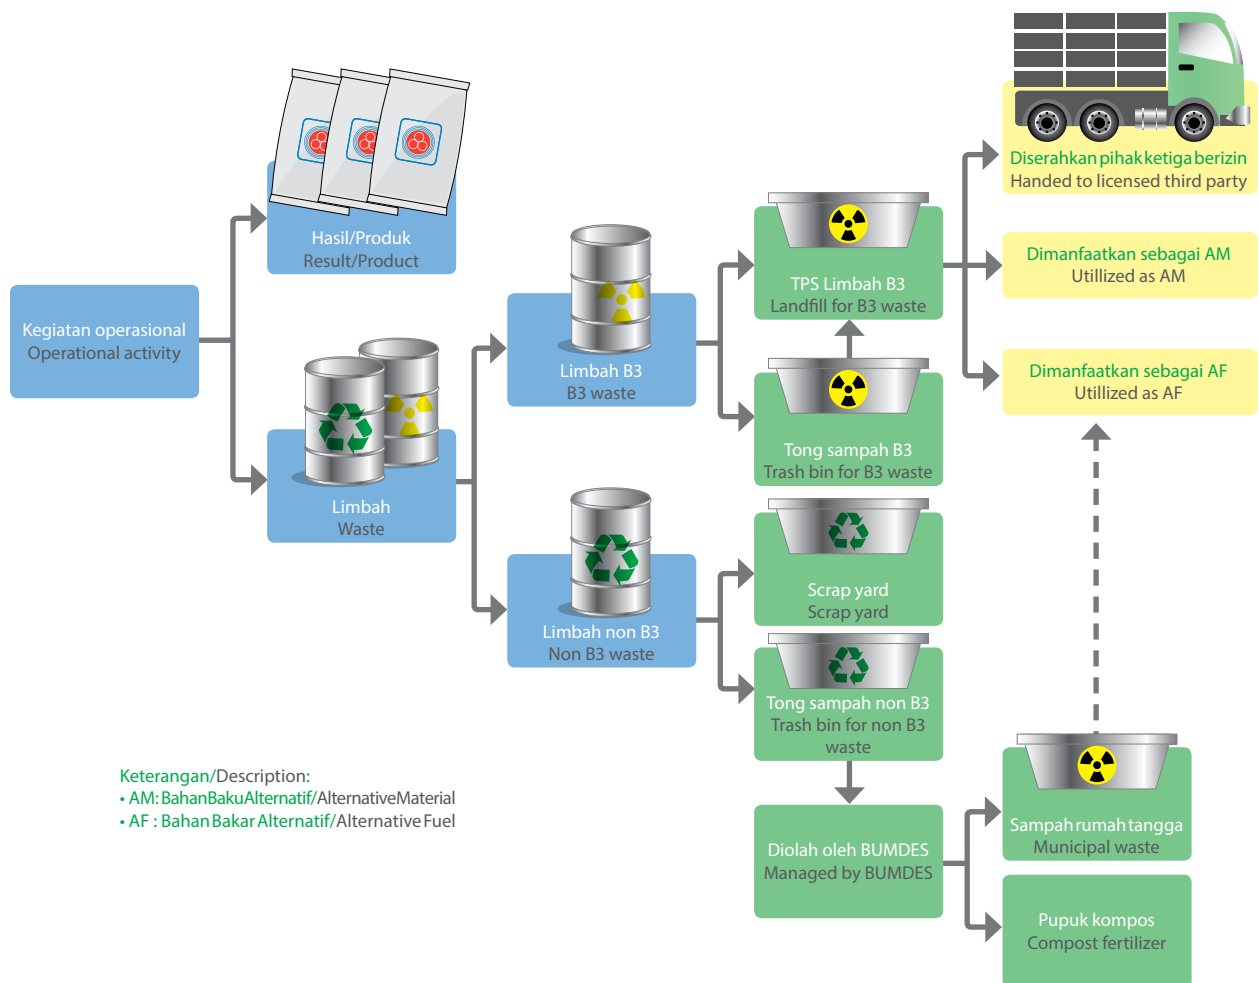 Kegiatan operasional
Operational activity
Hasil/Produk
Result/Product
Limbah
Waste
Limbah B3
B3 waste
Limbah non B3
Non B3 waste
TPS Limbah B3
Landfill for B3 waste
Tong sampah B3
Trash bin for B3 waste
Scrap yard
Scrap yard
Tong sampah non B3
Trash bin for non B3
waste
Diolah oleh BUMDES
Managed by BUMDES
Diserahkan pihak ketiga berizin
Handed to licensed third party
Dimanfaatkan sebagai AM
Utillized as AM
Dimanfaatkan sebagai AF
Utillized as AF
Sampah rumah tangga
Municipal waste
Pupuk kompos
Compost fertilizer
Keterangan/Description:
• AM: Bahan Baku Alternatif/Alternative Material
• AF : Bahan Bakar Alternatif/Alternative Fuel